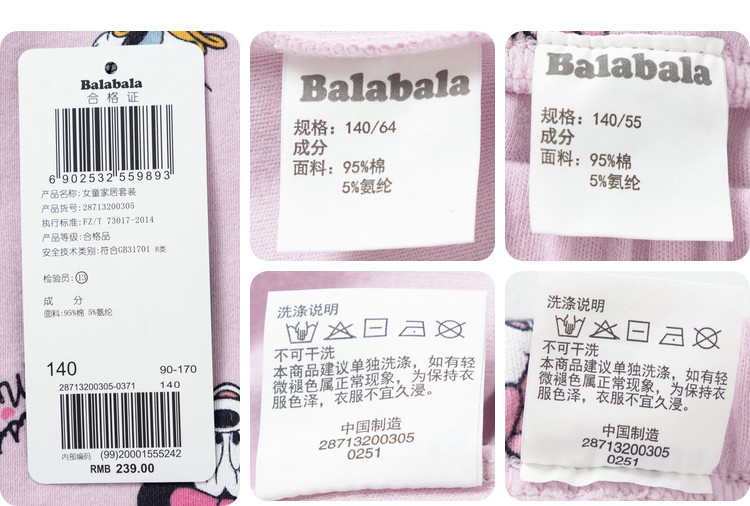 Balabala
合格证
6 902532 559893
产品名称:女童家居套装
产品货号:28713200305
执行标准:FZ/T 73017-2014
产品等级:合格品
安全技术类别:符合GB31701 B类
检验员:⑬
成 分
面料:95%棉 5%氨纶
140 90-170
28713200305-0371 140
内部编码 (99)20001555242
RMB 239.00
Balabala
规格: 140/64
成分
面料: 95%棉
5%氨纶
Balabala
规格: 140/55
成分
面料: 95%棉
5%氨纶
洗涤说明
不可干洗
本商品建议单独洗涤, 如有轻
微褪色属正常现象, 为保持衣
服色泽, 衣服不宜久浸。
中国制造
28713200305
0251
洗涤说明
不可干洗
本商品建议单独洗涤, 如有轻
微褪色属正常现象, 为保持衣
服色泽, 衣服不宜久浸。
中国制造
28713200305
0251